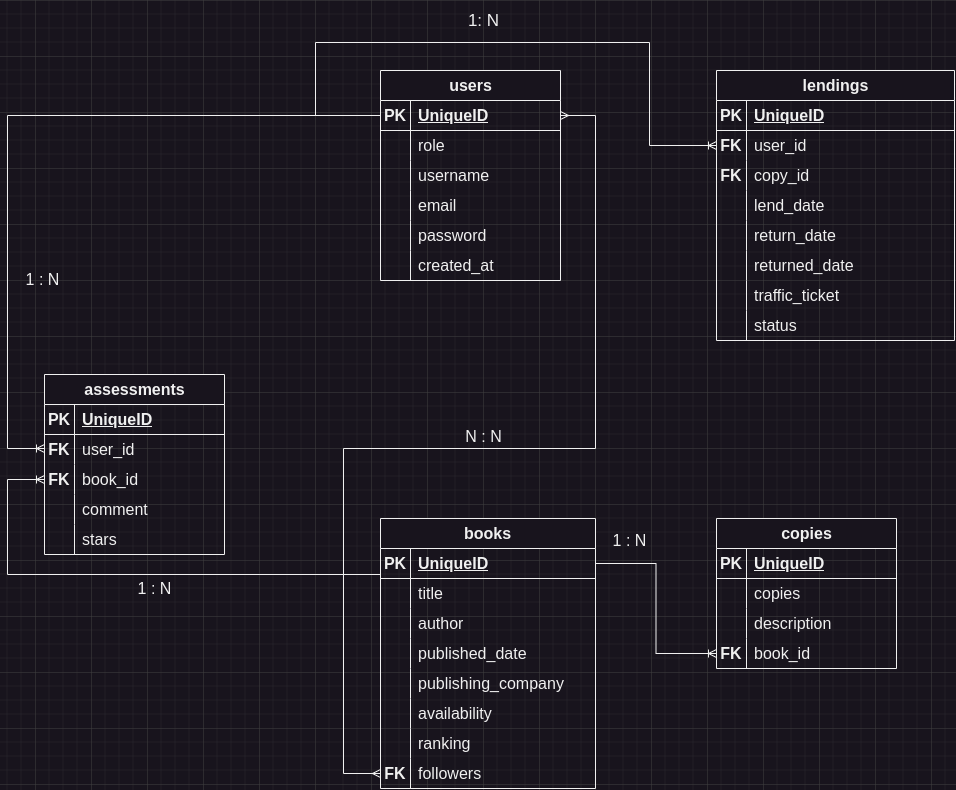 1: N
users
PK UniqueID
role
username
email
password
created_at
lendings
PK UniqueID
FK user_id
FK copy_id
lend_date
return_date
returned_date
traffic_ticket
status
1 : N
assessments
PK UniqueID
FK user_id
FK book_id
comment
stars
N : N
1 : N
books
PK UniqueID
title
author
published_date
publishing_company
availability
ranking
FK followers
1 : N
copies
PK UniqueID
copies
description
FK book_id